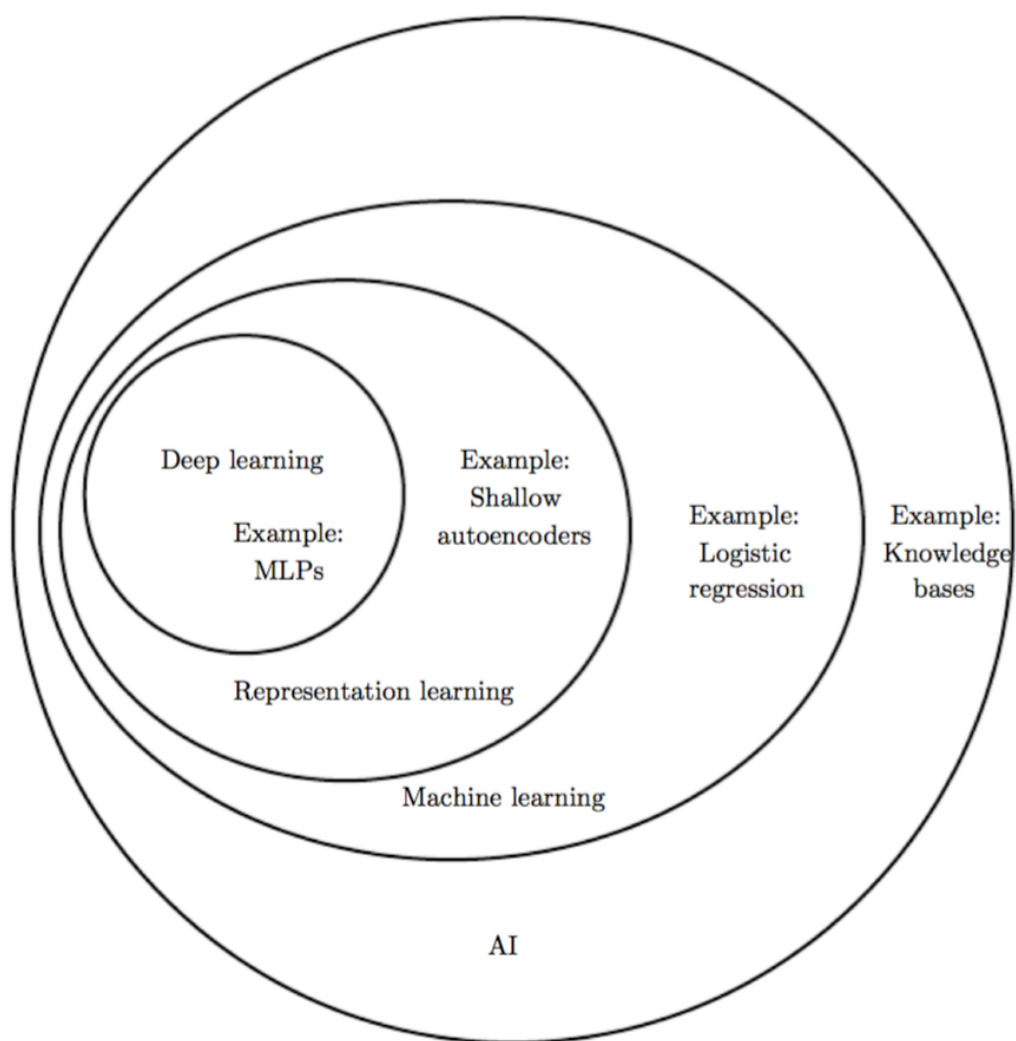 Deep learning
Example:
MLPs
Example:
Shallow
autoencoders
Example:
Logistic
regression
Example:
Knowledge
bases
Representation learning
Machine learning
AI